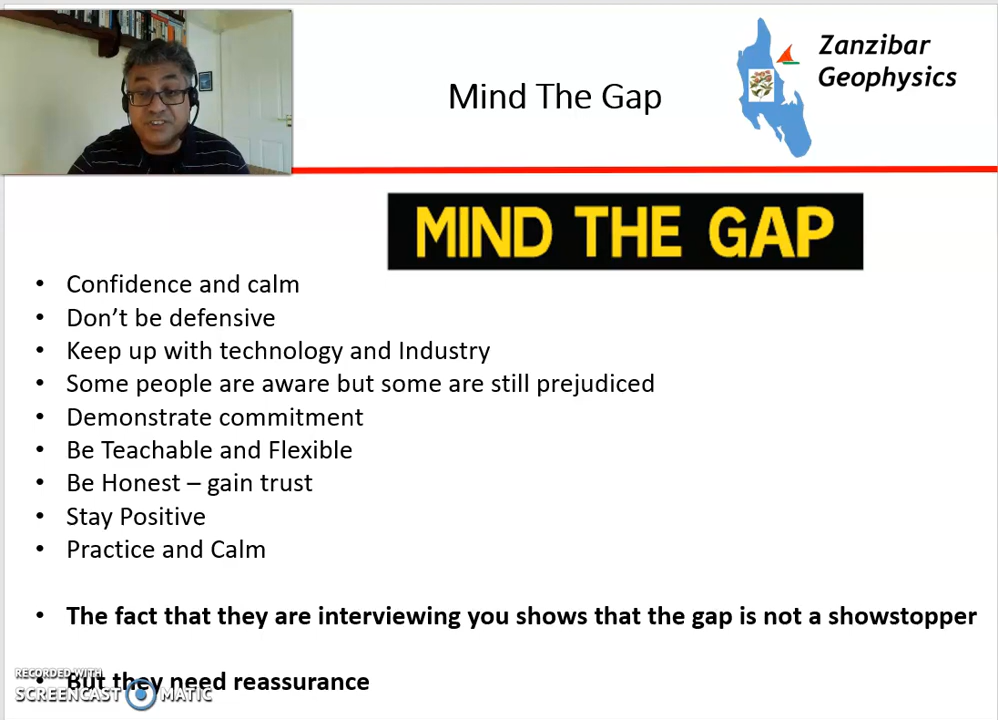 Mind The Gap
Zanzibar
Geophysics
MIND THE GAP
• Confidence and calm
• Don’t be defensive
• Keep up with technology and Industry
• Some people are aware but some are still prejudiced
• Demonstrate commitment
• Be Teachable and Flexible
• Be Honest – gain trust
• Stay Positive
• Practice and Calm
• The fact that they are interviewing you shows that the gap is not a showstopper
• But they need reassurance
RECORDED WITH
SCREENCAST MATIC